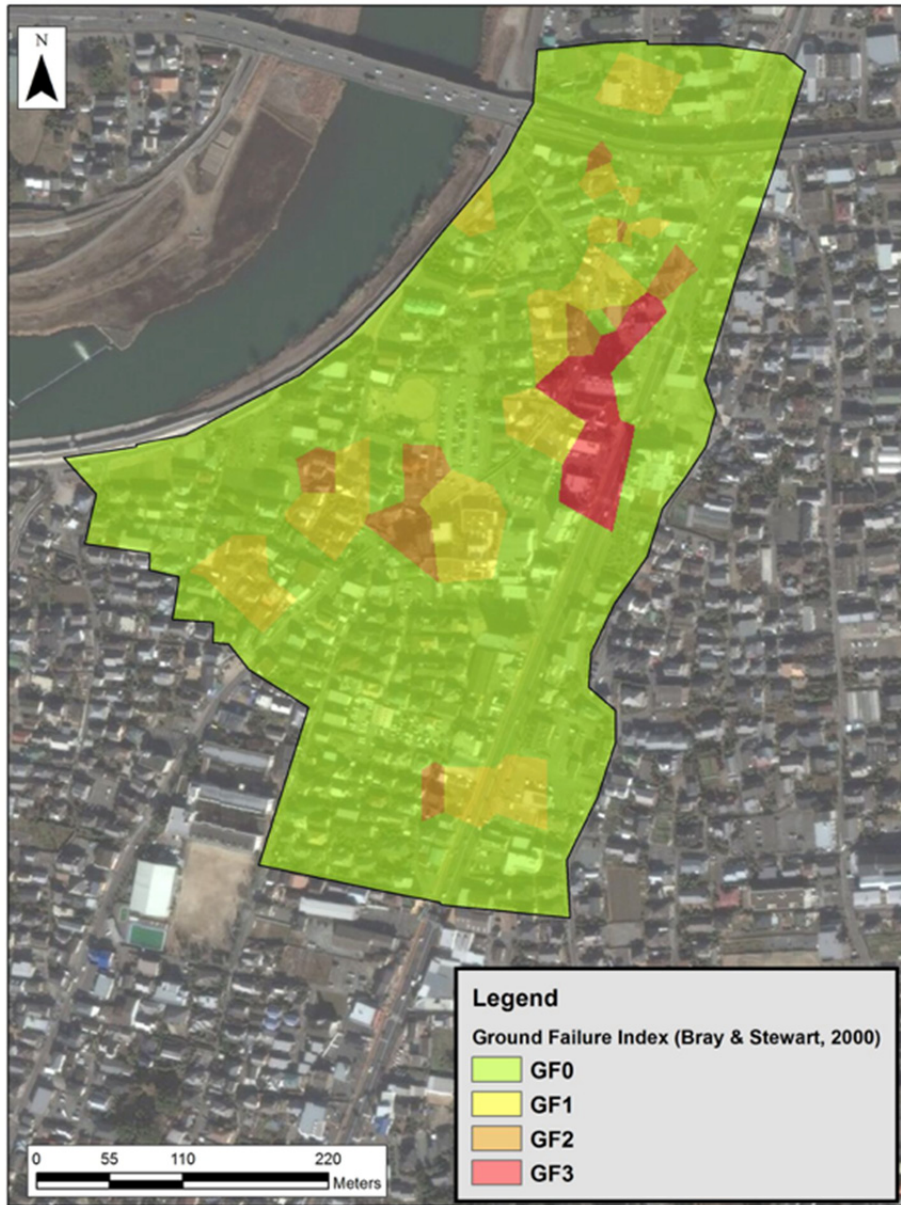 N
Legend
Ground Failure Index (Bray & Stewart, 2000)
GF0
GF1
GF2
GF3
0 55 110 220
Meters